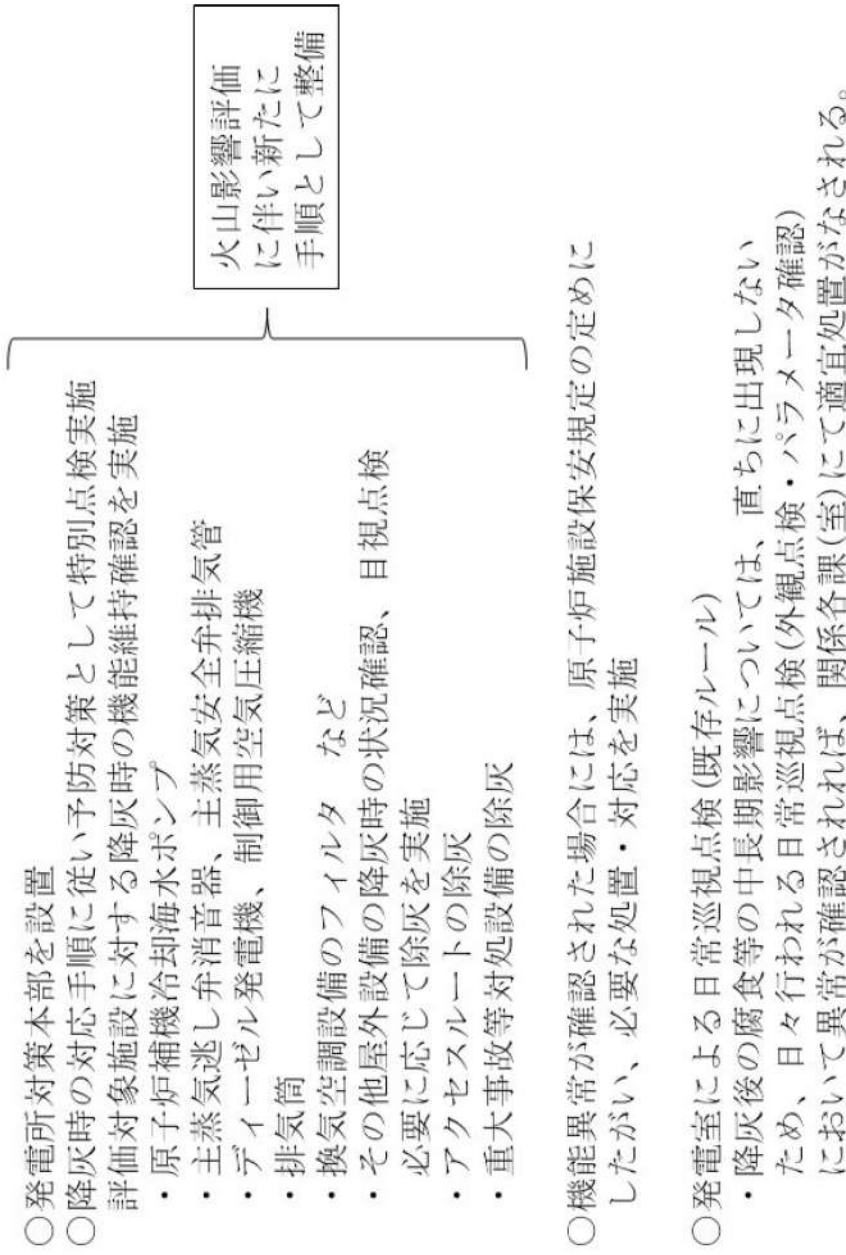 ○発電所対策本部を設置
○降灰時の対応手順に従い予防対策として特別点検実施
評価対象施設に対する降灰時の機能維持確認を実施
・原子炉補機冷却海水ポンプ
・主蒸気逃し弁消音器、主蒸気安全弁排気管
・ディーゼル発電機、制御用空気圧縮機
・排気筒
・換気空調設備のフィルタ　など
・その他屋外設備の降灰時の状況確認、目視点検
必要に応じて除灰を実施
・アクセスルートの除灰
・重大事故等対処設備の除灰
火山影響評価
に伴い新たに
手順として整備
○機能異常が確認された場合には、原子炉施設保安規定の定めに
したがい、必要な処置・対応を実施
○発電室による日常巡視点検(既存ルール)
・降灰後の腐食等の中長期影響については、直ちに出現しない
ため、日々行われる日常巡視点検(外観点検・パラメータ確認)
において異常が確認されれば、関係各課(室)にて適宜処置がなされる。